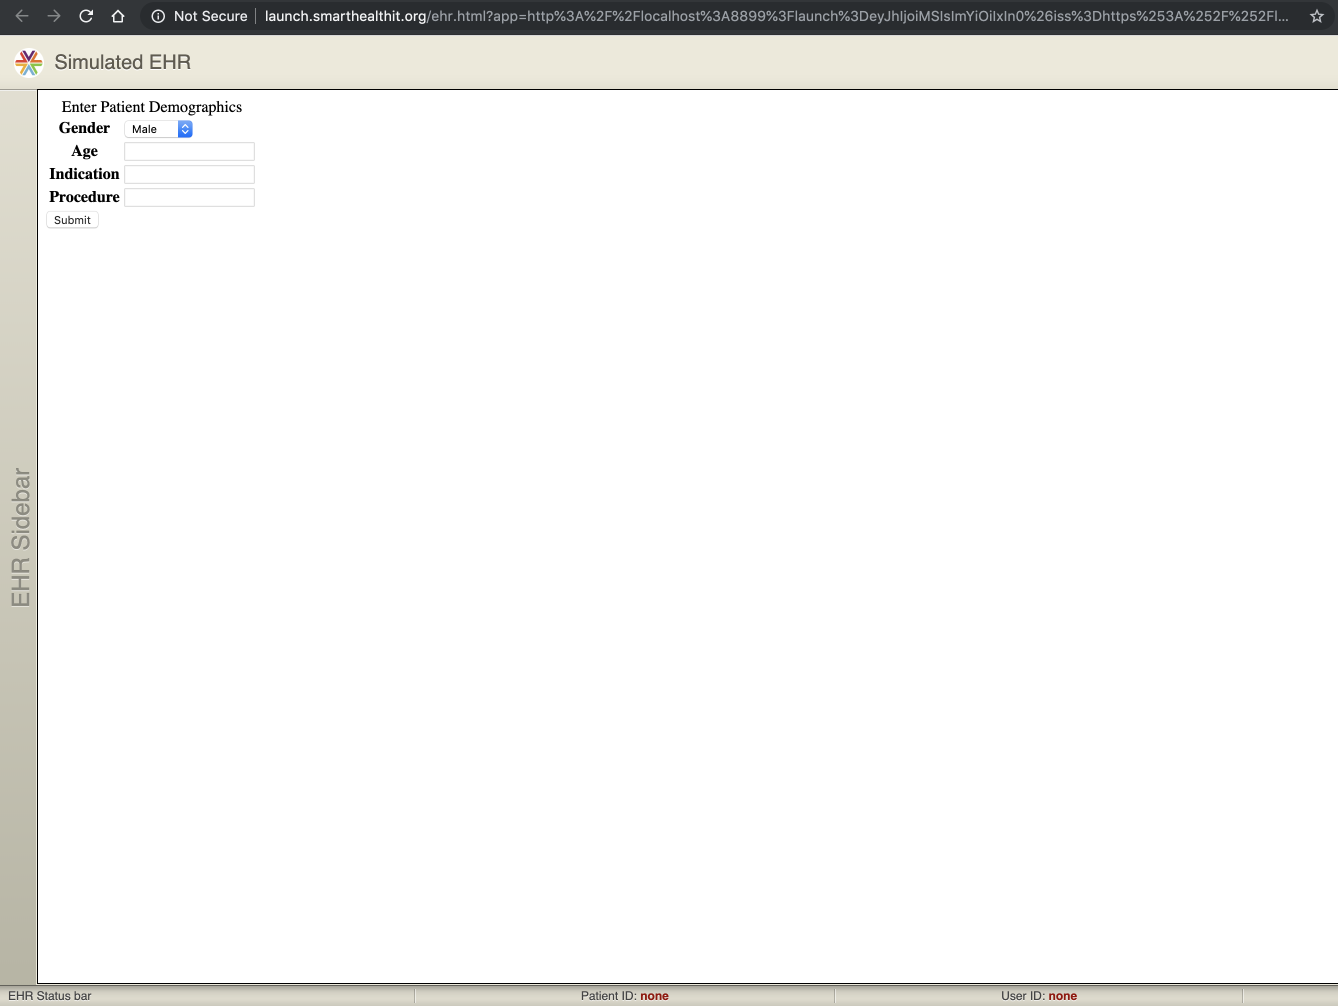 Not Secure launch.smarthealthit.org/ehr.html?app=http%3A%2F%2Flocalhost%3A8899%3Flaunch%3DeyJhIjoiMSIsImYiOiIxIn0%26iss%3Dhttps%253A%252F%252Fl...
Simulated EHR
Enter Patient Demographics
Gender Male
Age
Indication
Procedure
Submit
EHR Sidebar
EHR Status bar Patient ID: none User ID: none